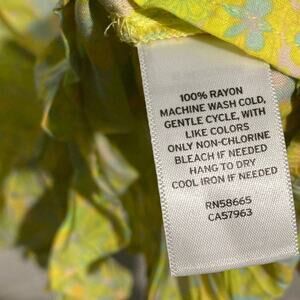 100% RAYON
MACHINE WASH COLD,
GENTLE CYCLE, WITH
LIKE COLORS
ONLY NON-CHLORINE
BLEACH IF NEEDED
HANG TO DRY
COOL IRON IF NEEDED
RN58665
CA57963